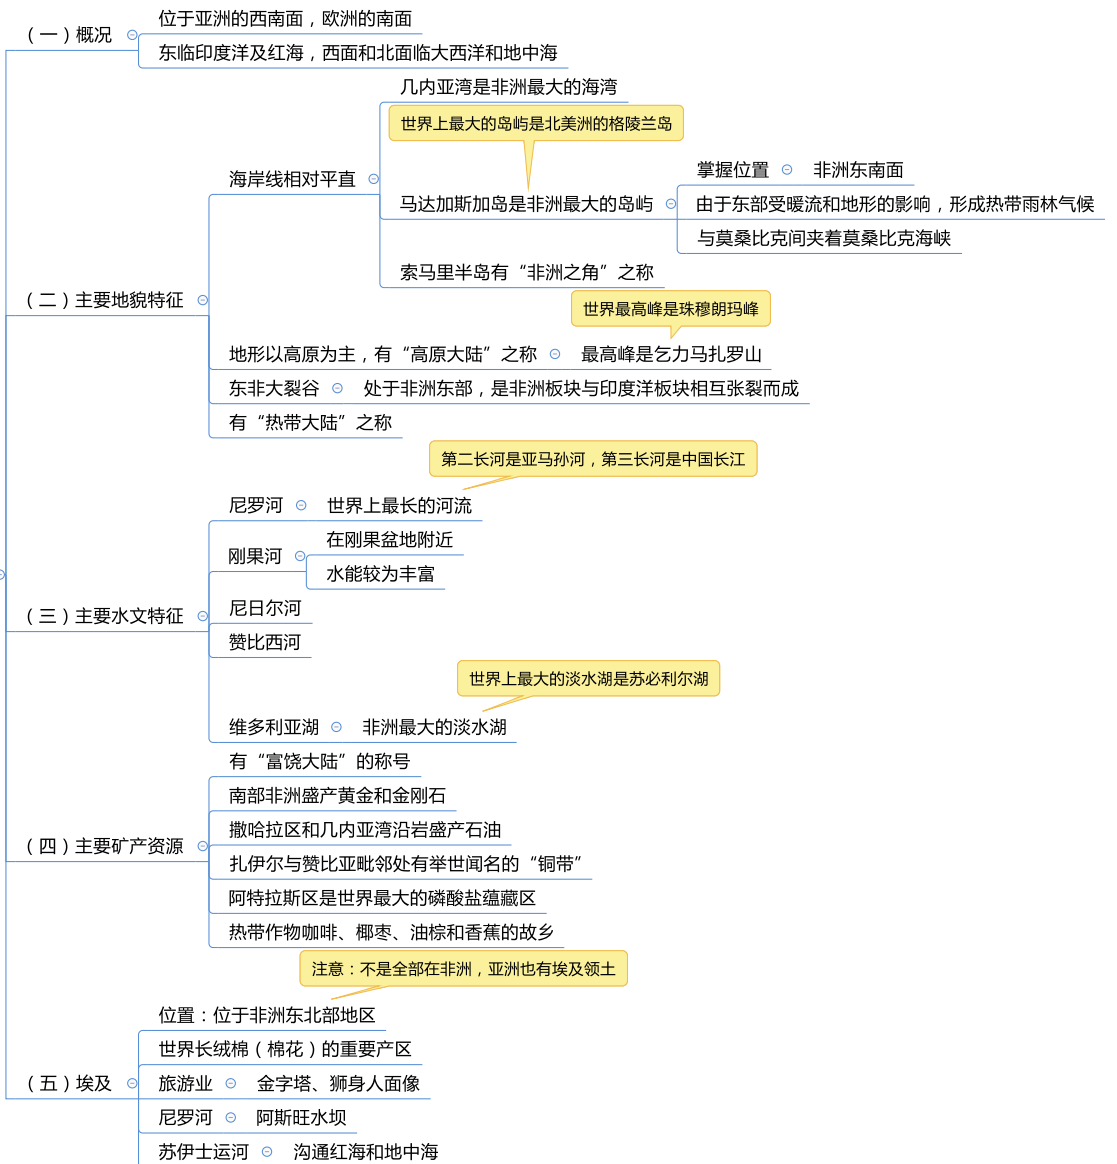 （一）概况
位于亚洲的西南面，欧洲的南面
东临印度洋及红海，西面和北面临大西洋和地中海
（二）主要地貌特征
海岸线相对平直
几内亚湾是非洲最大的海湾
世界上最大的岛屿是北美洲的格陵兰岛
马达加斯加岛是非洲最大的岛屿
掌握位置
非洲东南面
由于东部受暖流和地形的影响，形成热带雨林气候
与莫桑比克间夹着莫桑比克海峡
索马里半岛有“非洲之角”之称
世界最高峰是珠穆朗玛峰
地形以高原为主，有“高原大陆”之称
最高峰是乞力马扎罗山
东非大裂谷
处于非洲东部，是非洲板块与印度洋板块相互张裂而成
有“热带大陆”之称
（三）主要水文特征
第二长河是亚马孙河，第三长河是中国长江
尼罗河
世界上最长的河流
刚果河
在刚果盆地附近
水能较为丰富
尼日尔河
赞比西河
世界上最大的淡水湖是苏必利尔湖
维多利亚湖
非洲最大的淡水湖
（四）主要矿产资源
有“富饶大陆”的称号
南部非洲盛产黄金和金刚石
撒哈拉区和几内亚湾沿岩盛产石油
扎伊尔与赞比亚毗邻处有举世闻名的“铜带”
阿特拉斯区是世界最大的磷酸盐蕴藏区
热带作物咖啡、椰枣、油棕和香蕉的故乡
（五）埃及
注意：不是全部在非洲，亚洲也有埃及领土
位置：位于非洲东北部地区
世界长绒棉（棉花）的重要产区
旅游业
金字塔、狮身人面像
尼罗河
阿斯旺水坝
苏伊士运河
沟通红海和地中海